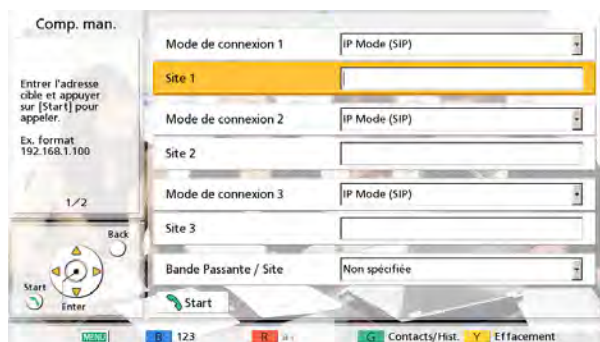 Comp. man.
Entrer l'adresse
cible et appuyer
sur [Start] pour
appeler.
Ex. format
192.168.1.100
1/2
Back
Start
Enter
Mode de connexion 1 IP Mode (SIP)
Site 1
Mode de connexion 2 IP Mode (SIP)
Site 2
Mode de connexion 3 IP Mode (SIP)
Site 3
Bande Passante / Site Non spécifiée
Start
MENU B 123 R G Contacts/Hist. Y Effacement